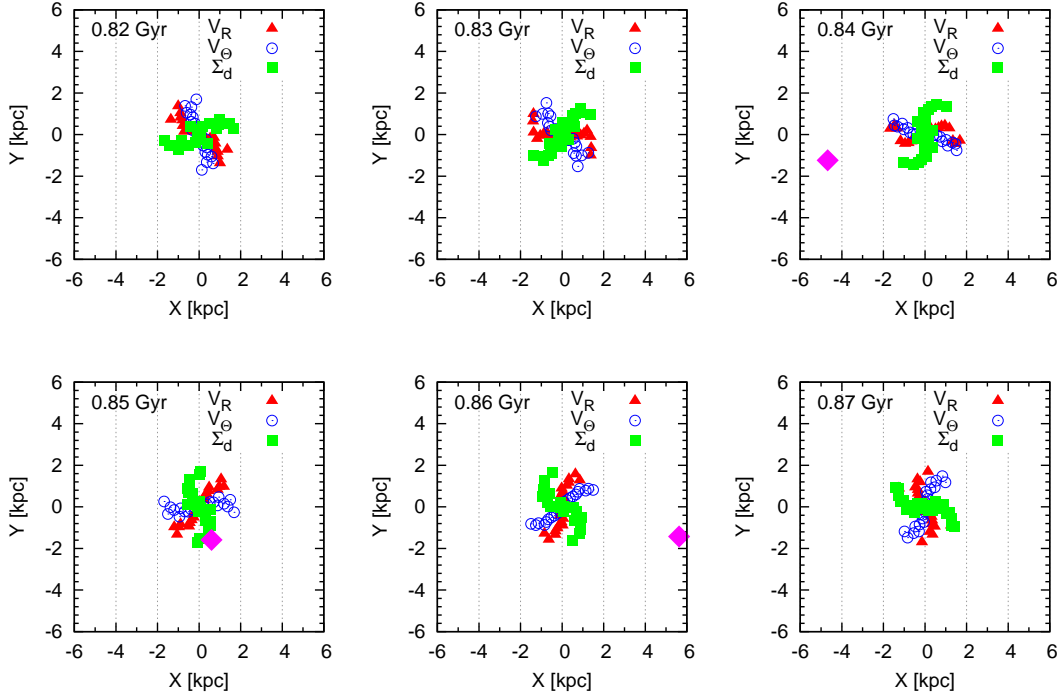 0.82 Gyr
V_R
V_Θ
Σ_d
6
4
2
0
-2
-4
-6
Y [kpc]
-6 -4 -2 0 2 4 6
X [kpc]
0.83 Gyr
V_R
V_Θ
Σ_d
6
4
2
0
-2
-4
-6
Y [kpc]
-6 -4 -2 0 2 4 6
X [kpc]
0.84 Gyr
V_R
V_Θ
Σ_d
6
4
2
0
-2
-4
-6
Y [kpc]
-6 -4 -2 0 2 4 6
X [kpc]
0.85 Gyr
V_R
V_Θ
Σ_d
6
4
2
0
-2
-4
-6
Y [kpc]
-6 -4 -2 0 2 4 6
X [kpc]
0.86 Gyr
V_R
V_Θ
Σ_d
6
4
2
0
-2
-4
-6
Y [kpc]
-6 -4 -2 0 2 4 6
X [kpc]
0.87 Gyr
V_R
V_Θ
Σ_d
6
4
2
0
-2
-4
-6
Y [kpc]
-6 -4 -2 0 2 4 6
X [kpc]